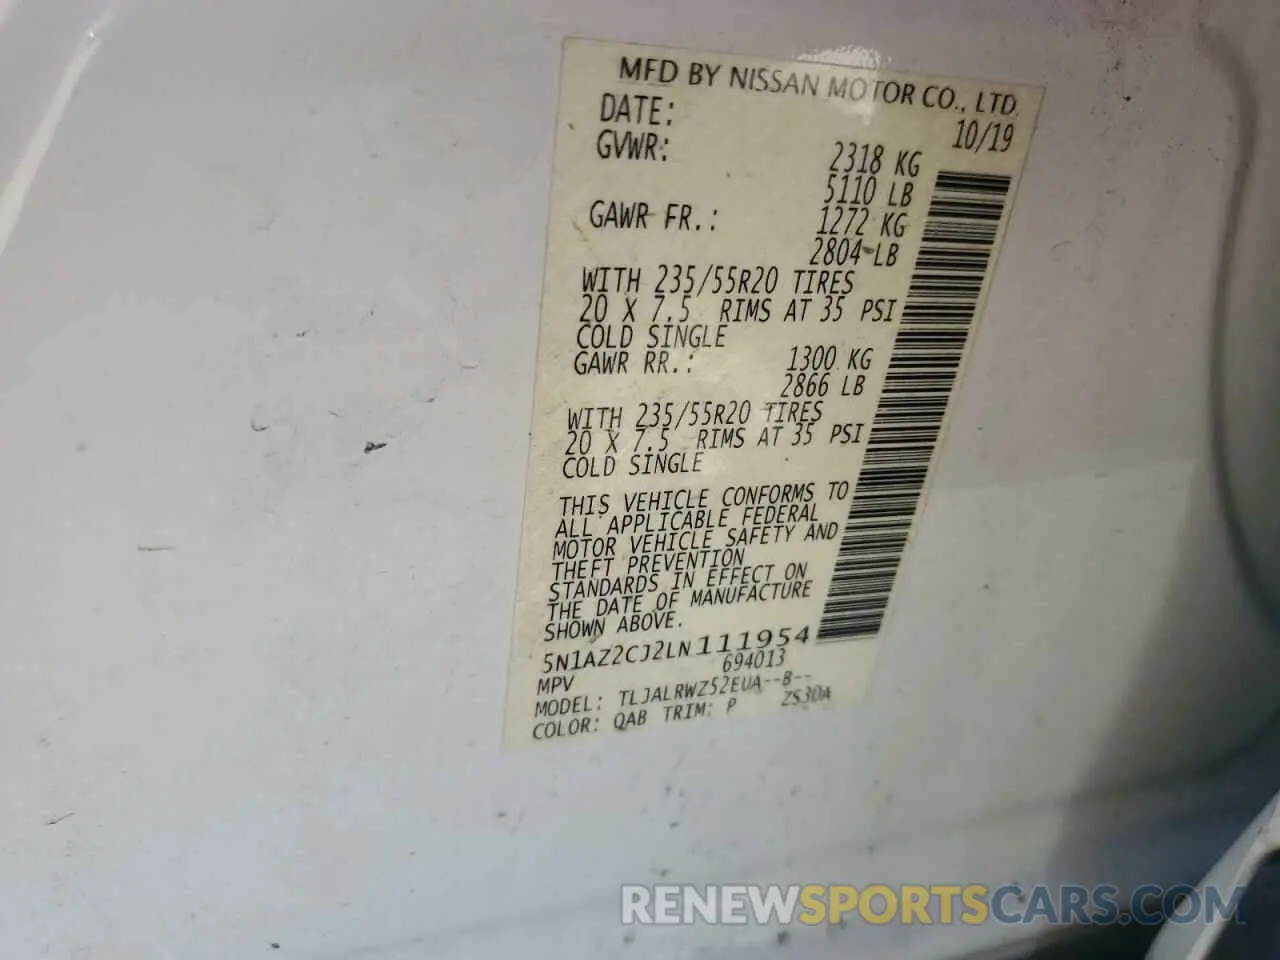 MFD BY NISSAN MOTOR CO., LTD.
DATE: 10/19
GVWR: 2318 KG
5110 LB
GAWR FR.: 1272 KG
2804 LB
WITH 235/55R20 TIRES
20 X 7.5 RIMS AT 35 PSI
COLD SINGLE
GAWR RR.: 1300 KG
2866 LB
WITH 235/55R20 TIRES
20 X 7.5 RIMS AT 35 PSI
COLD SINGLE
THIS VEHICLE CONFORMS TO
ALL APPLICABLE FEDERAL
MOTOR VEHICLE SAFETY AND
THEFT PREVENTION
STANDARDS IN EFFECT ON
THE DATE OF MANUFACTURE
SHOWN ABOVE.
5N1AZ2CJ2LN111954
MPV 694013
MODEL: TLJALRWZ52EUA--B--
COLOR: QAB TRIM: P ZS30A
RENEWSPORTSCARS.COM